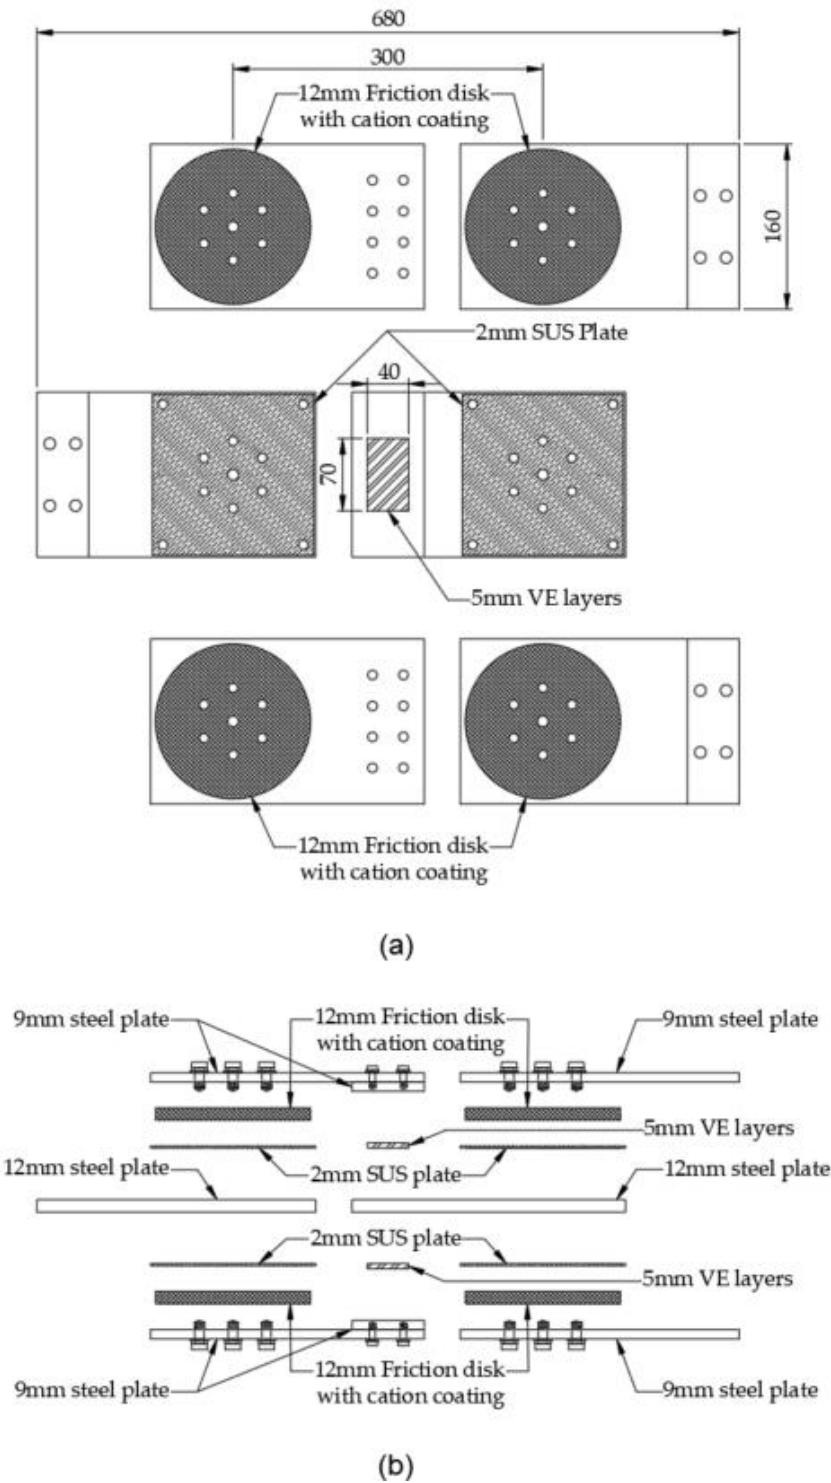 680
300
12mm Friction disk
with cation coating
160
2mm SUS Plate
40
70
5mm VE layers
12mm Friction disk
with cation coating
(a)
9mm steel plate
12mm Friction disk
with cation coating
9mm steel plate
5mm VE layers
2mm SUS plate
12mm steel plate
12mm steel plate
2mm SUS plate
5mm VE layers
12mm Friction disk
with cation coating
9mm steel plate
9mm steel plate
(b)